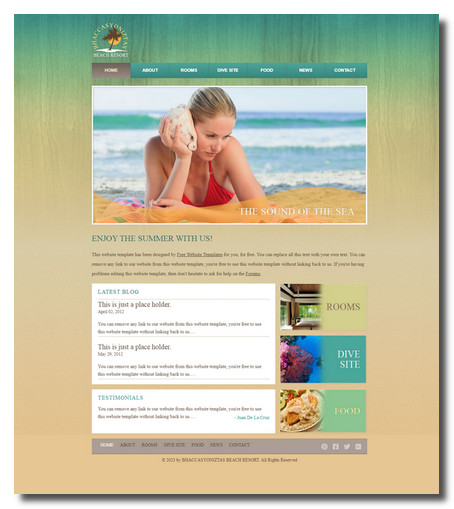 BHACCASYONIZTAS
BEACH RESORT
HOME ABOUT ROOMS DIVE SITE FOOD NEWS CONTACT
THE SOUND OF THE SEA
ENJOY THE SUMMER WITH US!
This website template has been designed by Free Website Templates for you, for free. You can replace all this text with your own text. You can
remove any link to our website from this website template, you're free to use this website template without linking back to us. If you're having
problems editing this website template, then don't hesitate to ask for help on the Forums.
LATEST BLOG
This is just a place holder.
April 02, 2012
You can remove any link to our website from this website template, you're free to use
this website template without linking back to us....
This is just a place holder.
May 29, 2012
You can remove any link to our website from this website template, you're free to use
this website template without linking back to us....
ROOMS
DIVE
SITE
FOOD
TESTIMONIALS
You can remove any link to our website from this website template, you're free to use
this website template without linking back to us....
- Juan De La Cruz
HOME ABOUT ROOMS DIVE SITE FOOD NEWS CONTACT
© 2023 by BHACCASYONIZTAS BEACH RESORT. All Rights Reserved